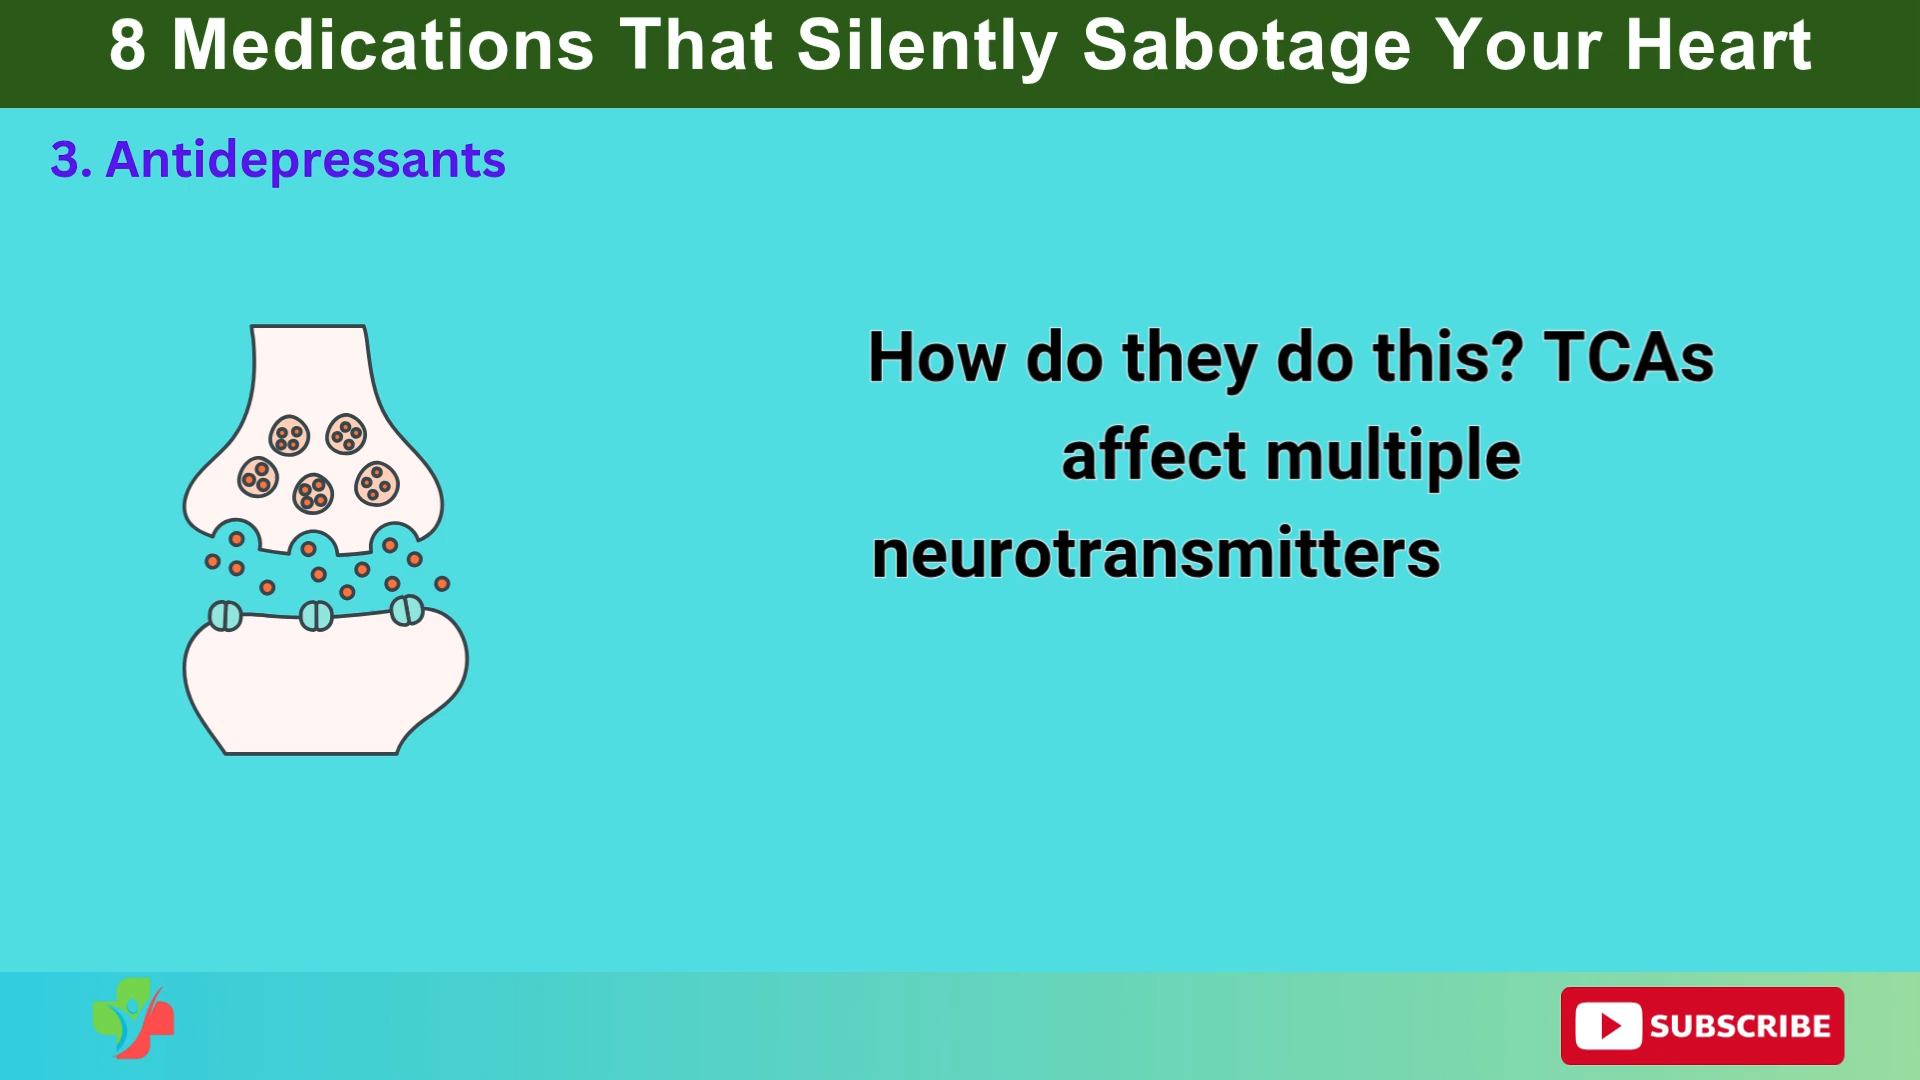 8 Medications That Silently Sabotage Your Heart
3. Antidepressants
How do they do this? TCAs
affect multiple
neurotransmitters
SUBSCRIBE